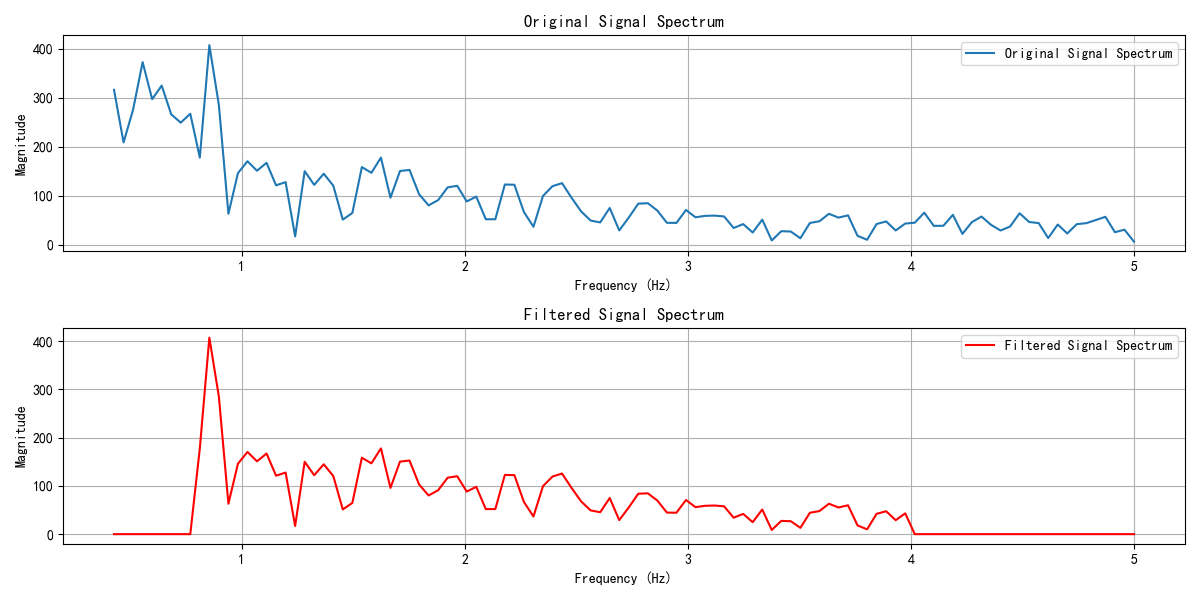 Original Signal Spectrum
400
300
200
100
0
Magnitude
Original Signal Spectrum
1
2
3
4
5
Frequency (Hz)
Filtered Signal Spectrum
400
300
200
100
0
Magnitude
Filtered Signal Spectrum
1
2
3
4
5
Frequency (Hz)